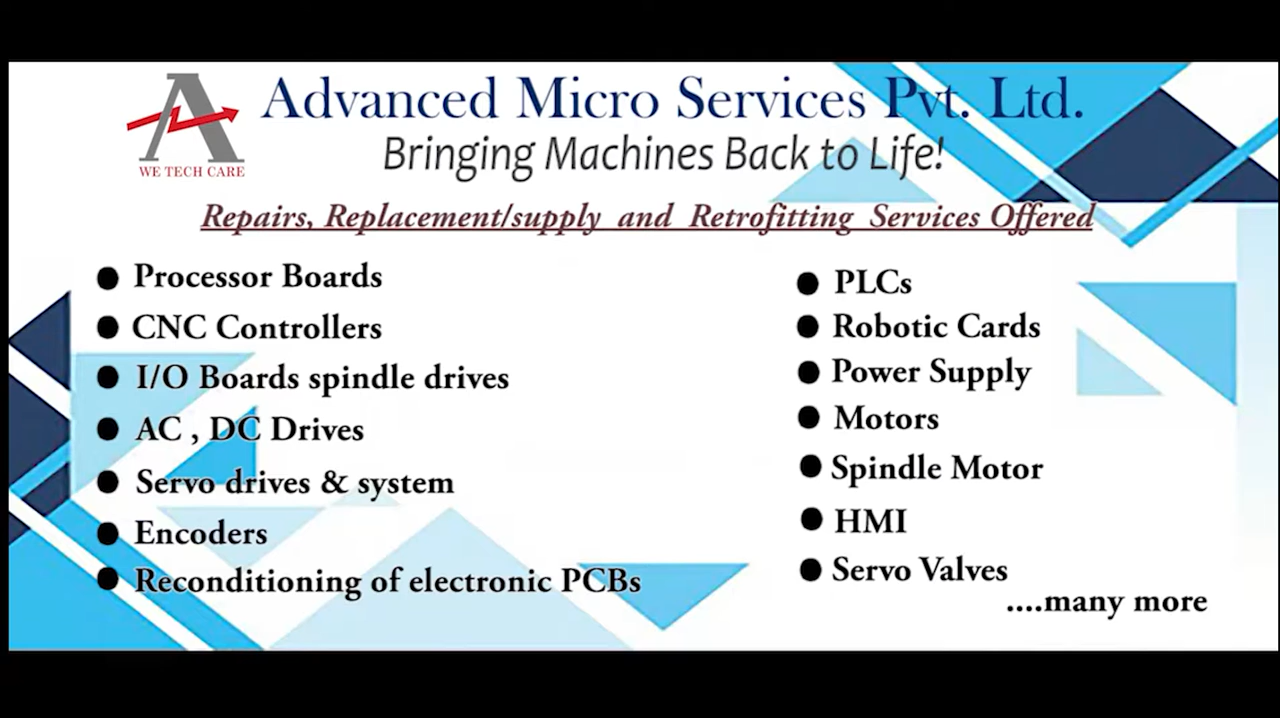 Advanced Micro Services Pvt. Ltd.
WE TECH CARE
Bringing Machines Back to Life!
Repairs, Replacement/supply and Retrofitting Services Offered
● Processor Boards
● CNC Controllers
● I/O Boards spindle drives
● AC , DC Drives
● Servo drives & system
● Encoders
● Reconditioning of electronic PCBs
● PLCs
● Robotic Cards
● Power Supply
● Motors
● Spindle Motor
● HMI
● Servo Valves
....many more